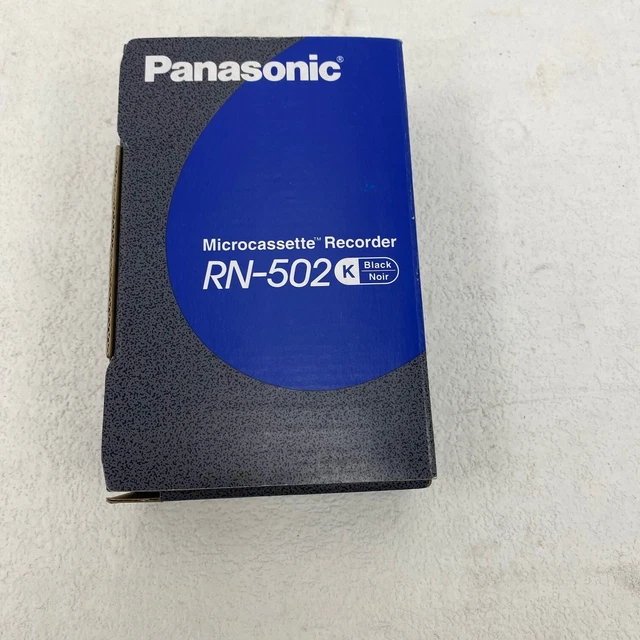 Panasonic®
Microcassette™ Recorder
RN-502 K Black
Noir